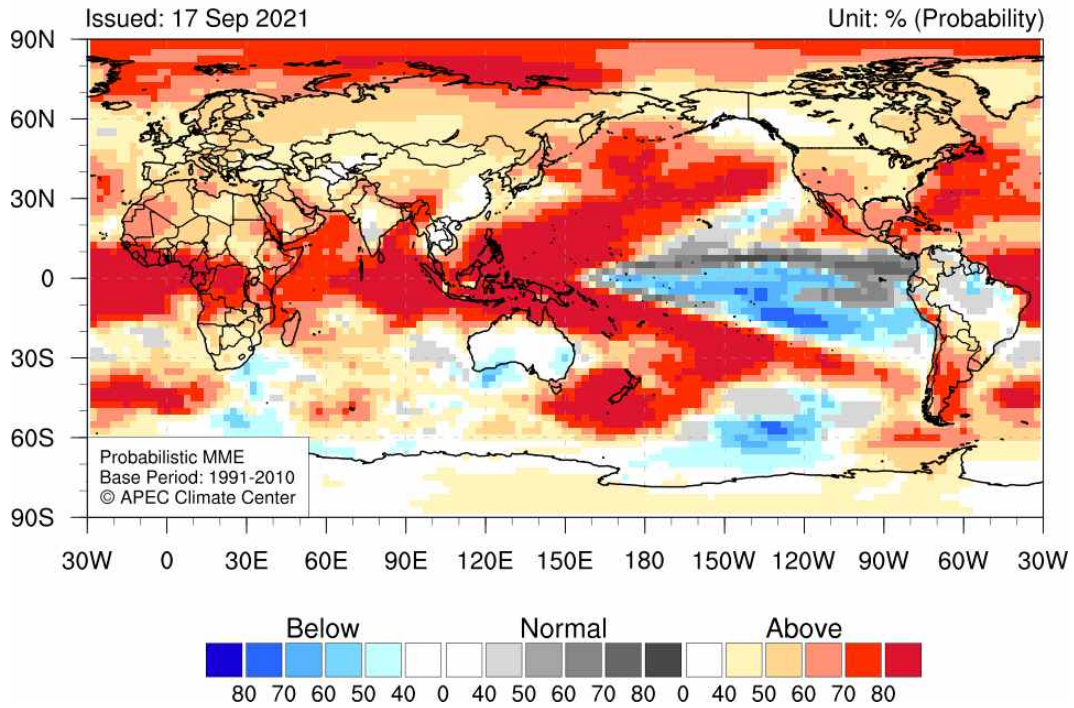 Issued: 17 Sep 2021 Unit: % (Probability)
90N
60N
30N
0
30S
60S
90S
Probabilistic MME
Base Period: 1991-2010
© APEC Climate Center
30W 0 30E 60E 90E 120E 150E 180 150W 120W 90W 60W 30W
Below Normal Above
80 70 60 50 40 0 40 50 60 70 80 0 40 50 60 70 80